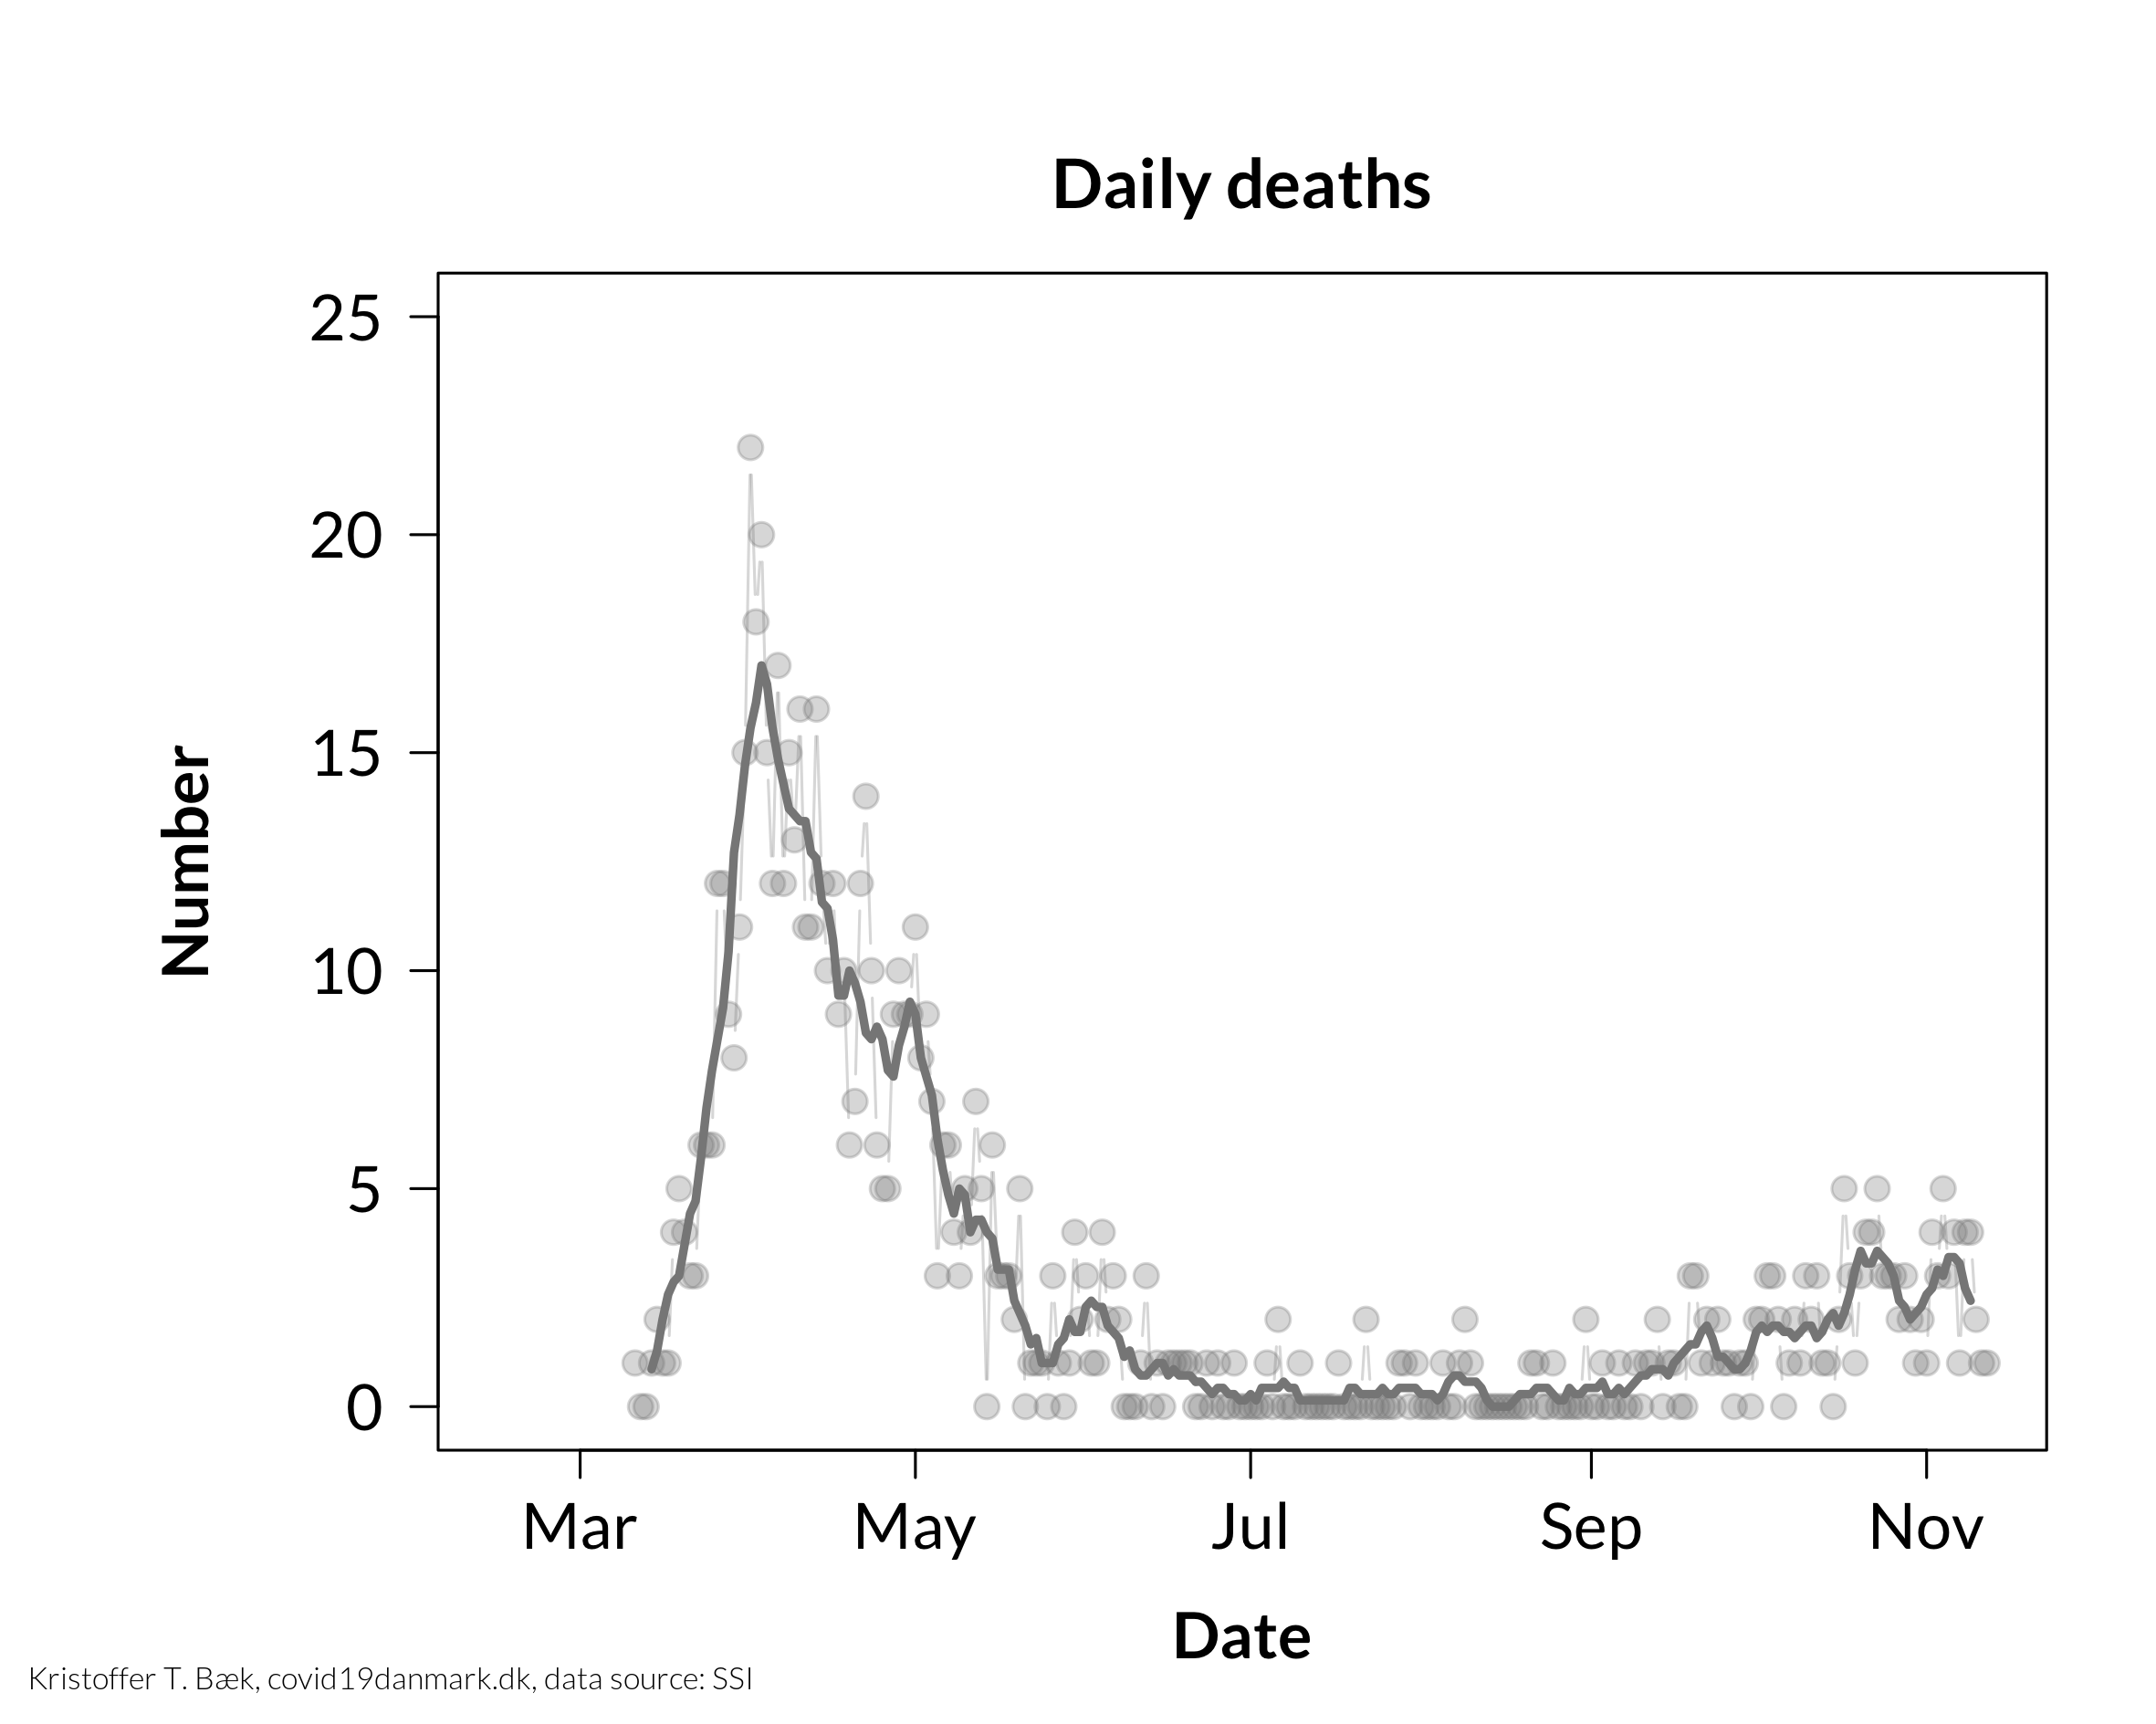 Daily deaths
25
20
15
10
5
0
Number
Mar May Jul Sep Nov
Date
Kristoffer T. Bæk, covid19danmark.dk, data source: SSI